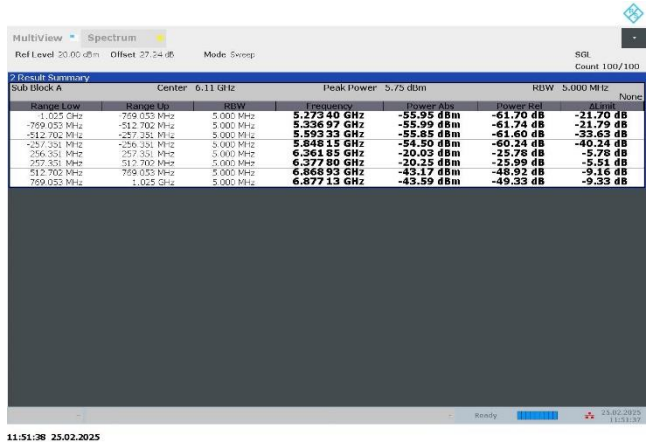 MultiView Spectrum
Ref Level 20.00 dBm Offset 27.24 dB Mode Sweep SGL
Count 100/100
2 Result Summary
Sub Block A Center 6.11 GHz Peak Power 5.75 dBm RBW 5.000 MHz
None
Range Low Range Up RBW Frequency Power Abs Power Rel ΔLimit
-1.025 GHz -769.053 MHz 5.000 MHz 5.273 40 GHz -55.95 dBm -61.70 dB -21.70 dB
-769.053 MHz -512.702 MHz 5.000 MHz 5.336 97 GHz -55.99 dBm -61.74 dB -21.79 dB
-512.702 MHz -257.351 MHz 5.000 MHz 5.593 33 GHz -55.85 dBm -61.60 dB -33.63 dB
-257.351 MHz -256.351 MHz 5.000 MHz 5.848 15 GHz -54.50 dBm -60.24 dB -40.24 dB
256.351 MHz 257.351 MHz 5.000 MHz 6.361 85 GHz -20.03 dBm -25.78 dB -5.78 dB
257.351 MHz 512.702 MHz 5.000 MHz 6.377 80 GHz -20.25 dBm -25.99 dB -5.51 dB
512.702 MHz 769.053 MHz 5.000 MHz 6.868 93 GHz -43.17 dBm -48.92 dB -9.16 dB
769.053 MHz 1.025 GHz 5.000 MHz 6.877 13 GHz -43.59 dBm -49.33 dB -9.33 dB
Ready 25.02.2025
11:51:37
11:51:38 25.02.2025